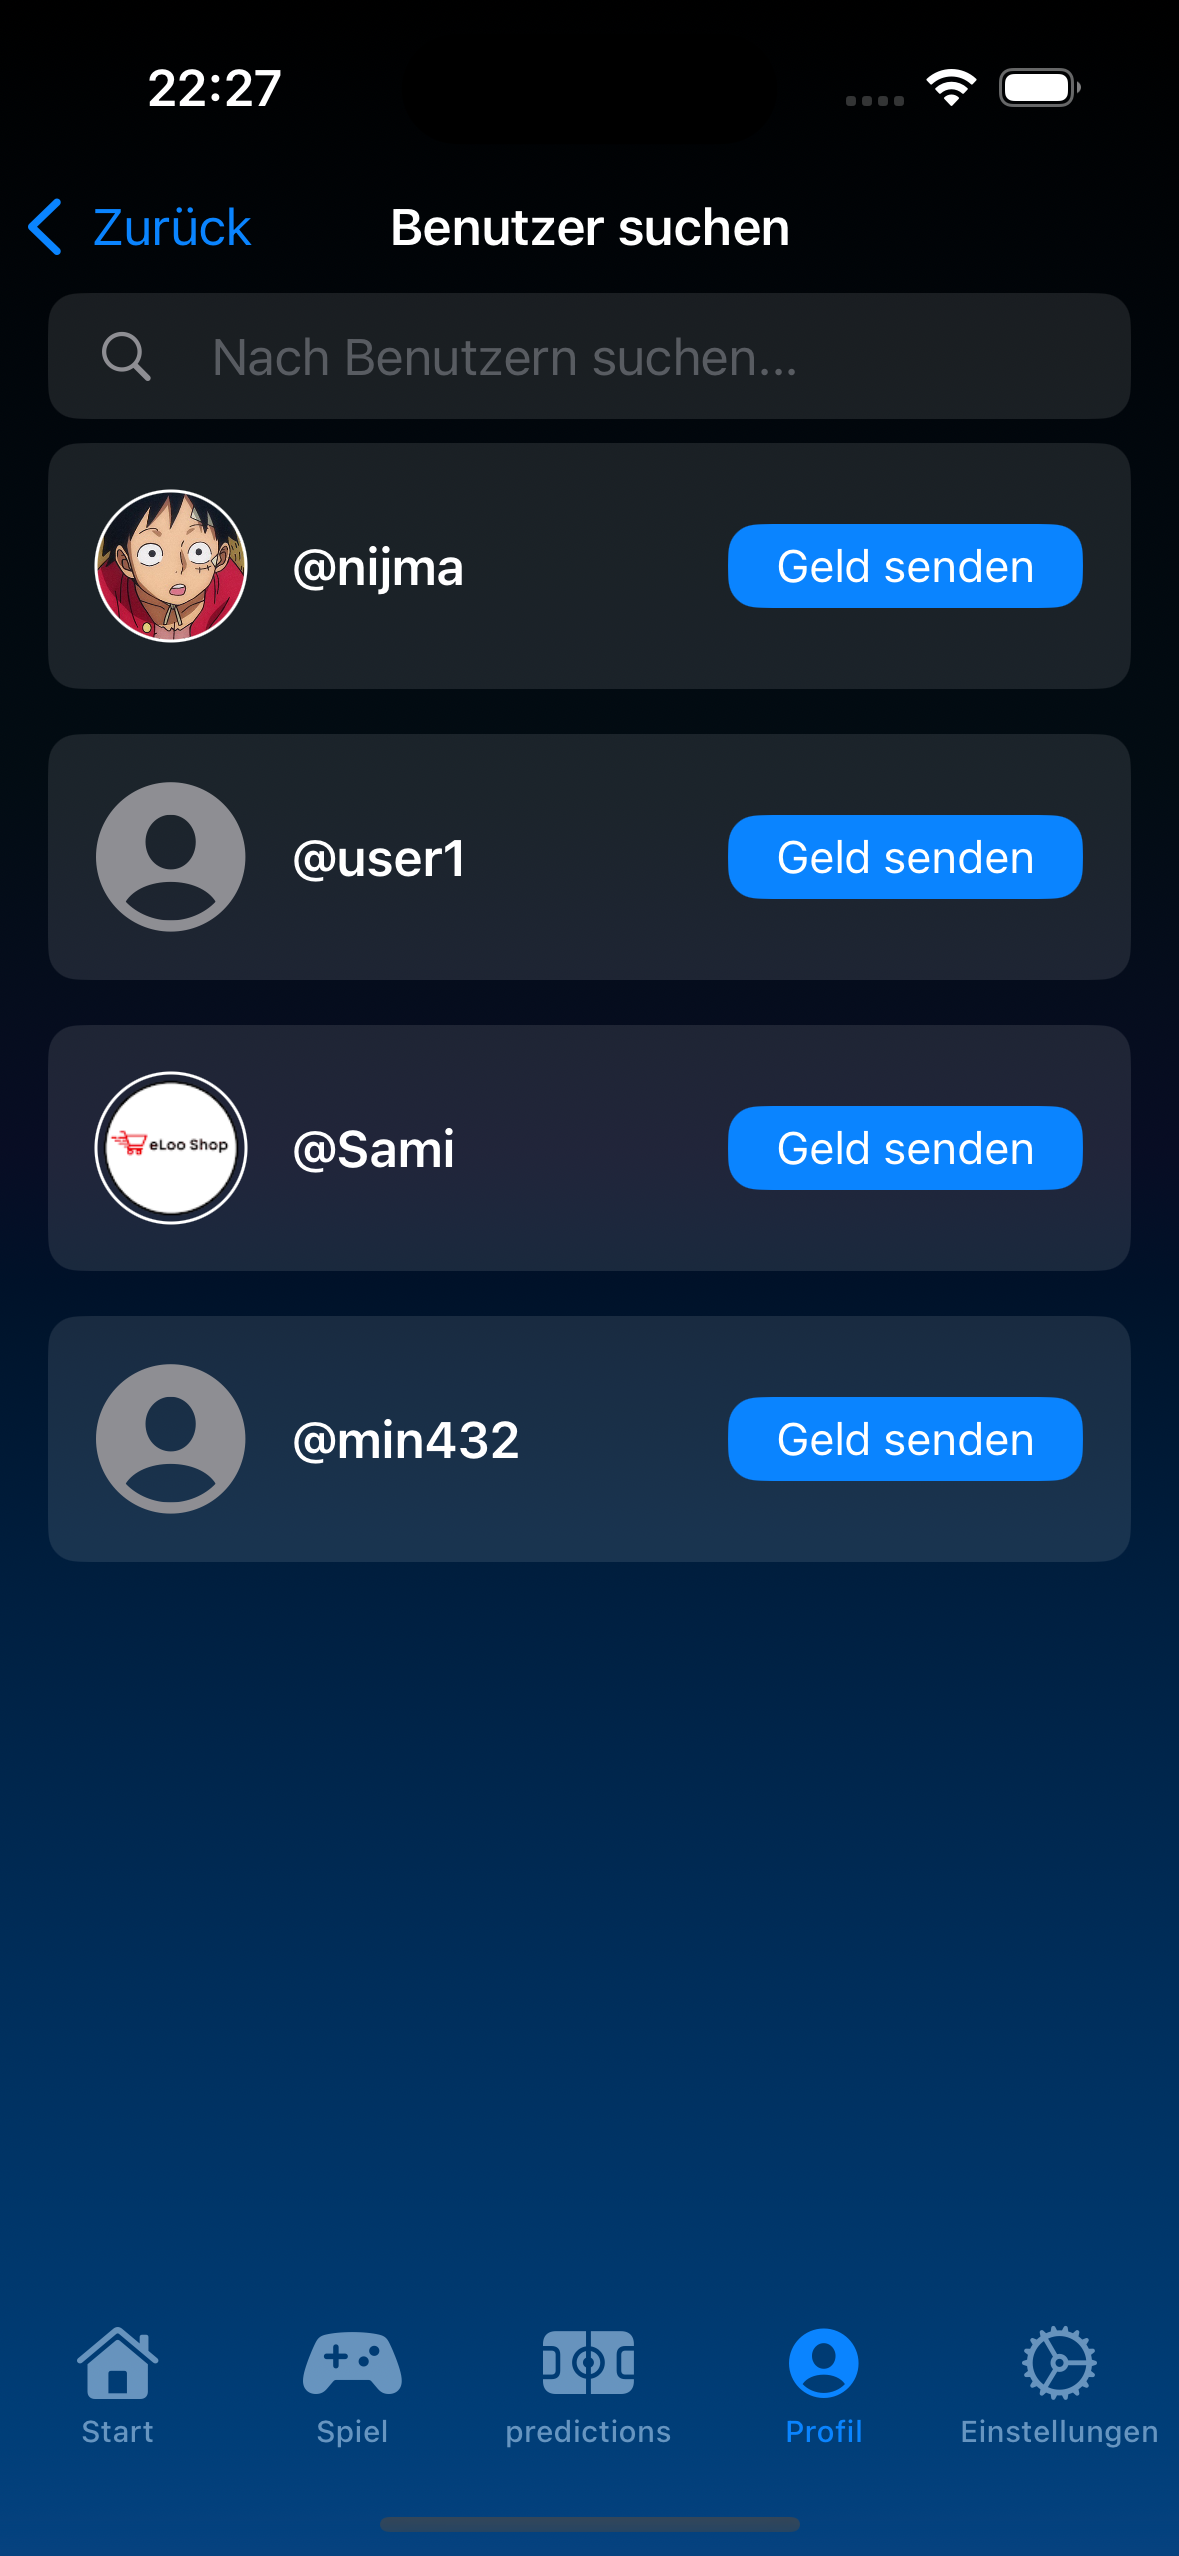 22:27
Zurück
Benutzer suchen
Nach Benutzern suchen...
@nijma
Geld senden
@user1
Geld senden
eLoo Shop
@Sami
Geld senden
@min432
Geld senden
Start
Spiel
predictions
Profil
Einstellungen